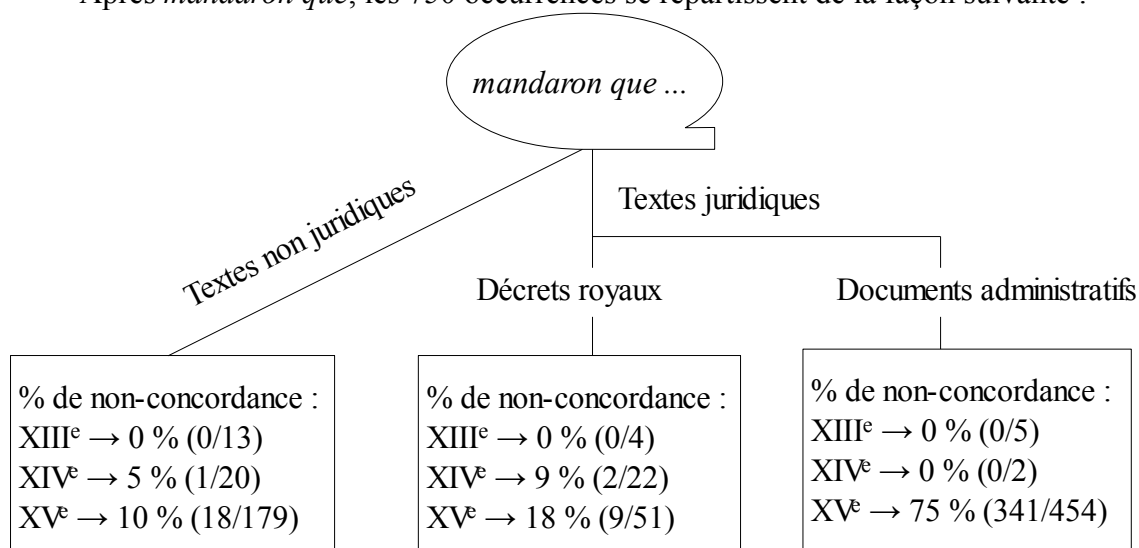 Après mandaron que, les 750 occurrences se répartissent de la façon suivante :
mandaron que ...
Textes non juridiques
Textes juridiques
Décrets royaux
Documents administratifs
% de non-concordance :
XIIIᵉ → 0 % (0/13)
XIVᵉ → 5 % (1/20)
XVᵉ → 10 % (18/179)
% de non-concordance :
XIIIᵉ → 0 % (0/4)
XIVᵉ → 9 % (2/22)
XVᵉ → 18 % (9/51)
% de non-concordance :
XIIIᵉ → 0 % (0/5)
XIVᵉ → 0 % (0/2)
XVᵉ → 75 % (341/454)